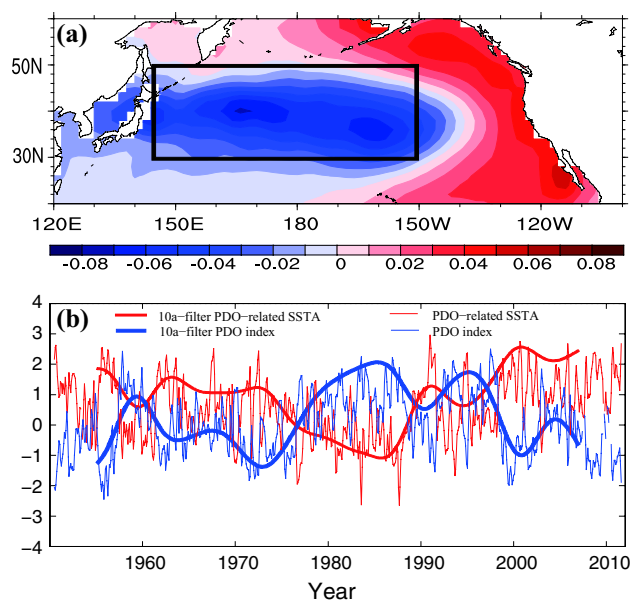 (a)
50N
30N
120E 150E 180 150W 120W
-0.08 -0.06 -0.04 -0.02 0 0.02 0.04 0.06 0.08
(b)
10a-filter PDO-related SSTA PDO-related SSTA
10a-filter PDO index PDO index
4
3
2
1
0
-1
-2
-3
-4
1960 1970 1980 1990 2000 2010
Year